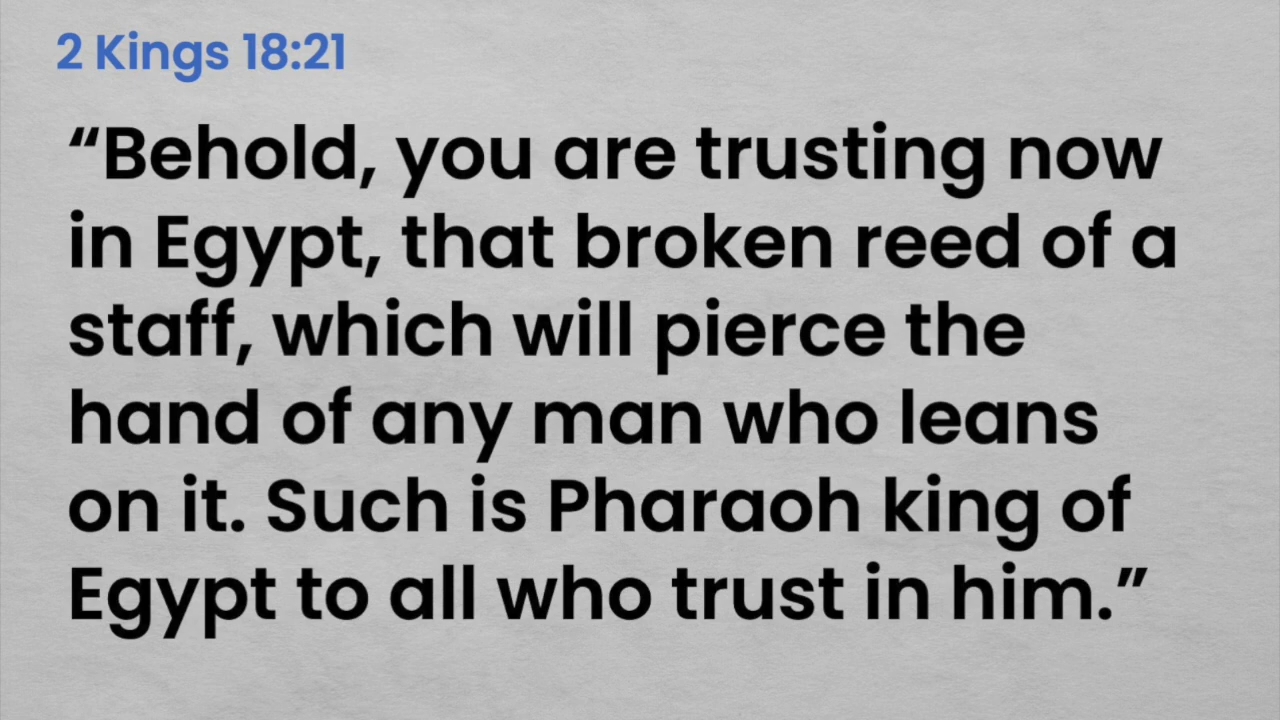 2 Kings 18:21
“Behold, you are trusting now
in Egypt, that broken reed of a
staff, which will pierce the
hand of any man who leans
on it. Such is Pharaoh king of
Egypt to all who trust in him.”